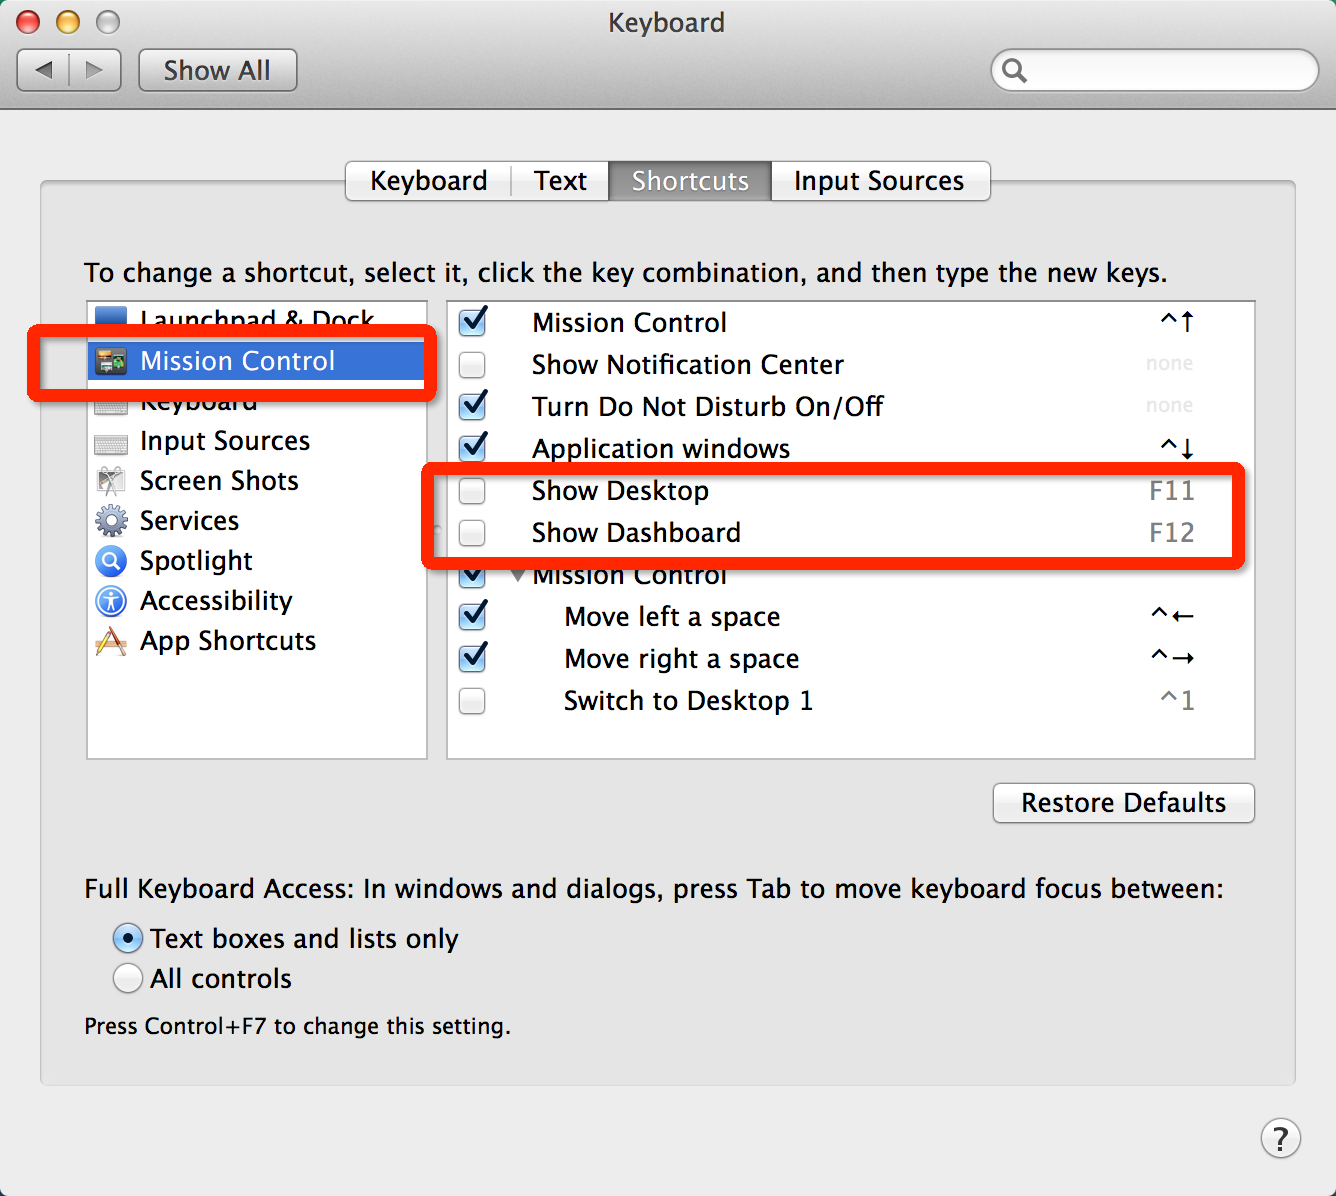 Keyboard
Show All
Keyboard Text Shortcuts Input Sources
To change a shortcut, select it, click the key combination, and then type the new keys.
Launchpad & Dock
Mission Control
Keyboard
Input Sources
Screen Shots
Services
Spotlight
Accessibility
App Shortcuts
Mission Control ^↑
Show Notification Center none
Turn Do Not Disturb On/Off none
Application windows ^↓
Show Desktop F11
Show Dashboard F12
Mission Control
Move left a space ^←
Move right a space ^→
Switch to Desktop 1 ^1
Restore Defaults
Full Keyboard Access: In windows and dialogs, press Tab to move keyboard focus between:
Text boxes and lists only
All controls
Press Control+F7 to change this setting.
?